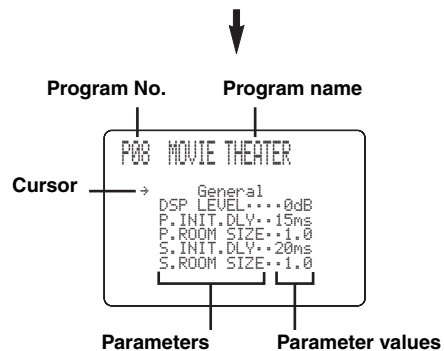 Program No. Program name
P08 MOVIE THEATER
Cursor → General
DSP LEVEL····0dB
P.INIT.DLY··15ms
P.ROOM SIZE··1.0
S.INIT.DLY··20ms
S.ROOM SIZE··1.0
Parameters Parameter values